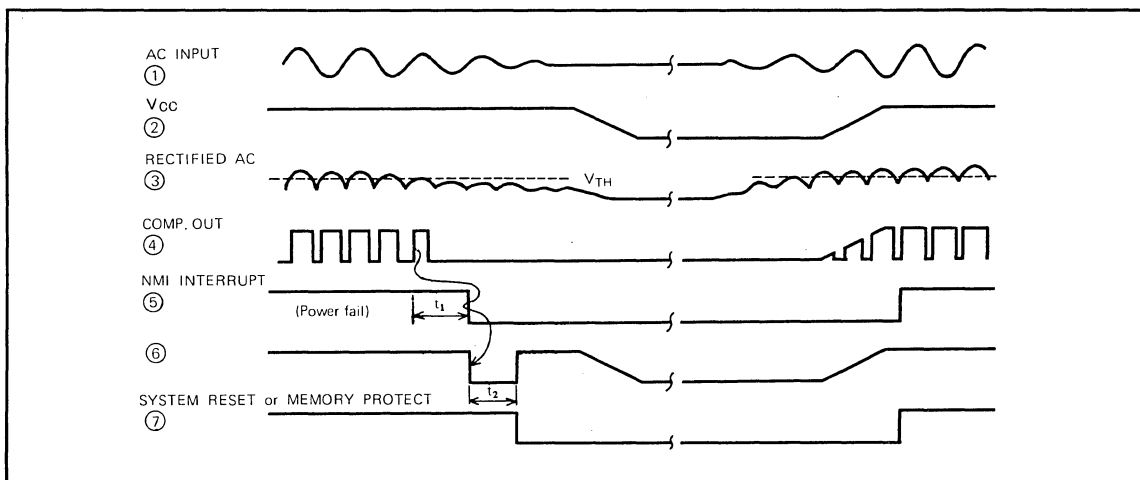 AC INPUT
①
VCC
②
RECTIFIED AC
③
VTH
COMP. OUT
④
NMI INTERRUPT
⑤
(Power fail)
t1
⑥
t2
SYSTEM RESET or MEMORY PROTECT
⑦